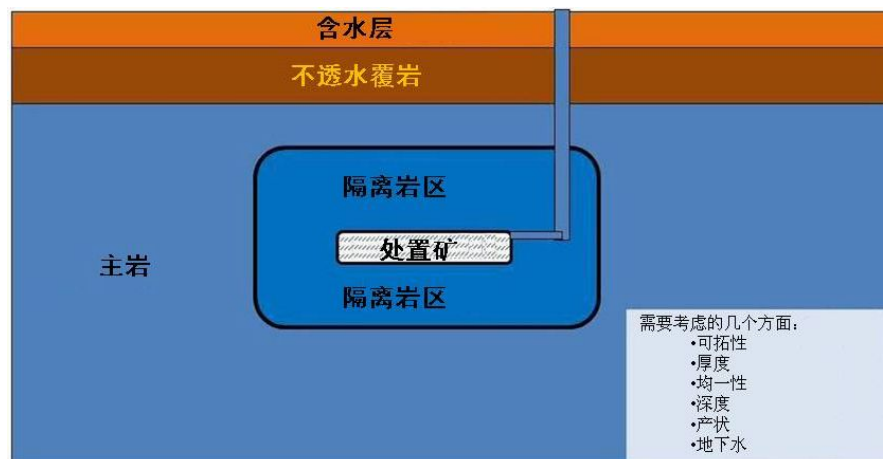 含水层
不透水覆岩
隔离岩区
处置矿
主岩
隔离岩区
需要考虑的几个方面：
•可拓性
•厚度
•均一性
•深度
•产状
•地下水